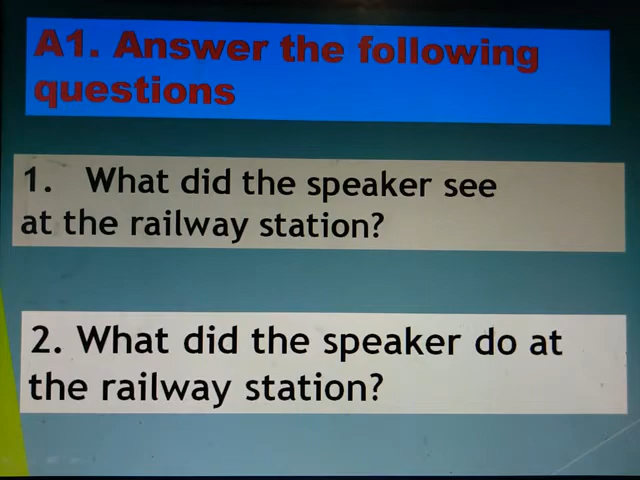 A1. Answer the following
questions
1. What did the speaker see
at the railway station?
2. What did the speaker do at
the railway station?